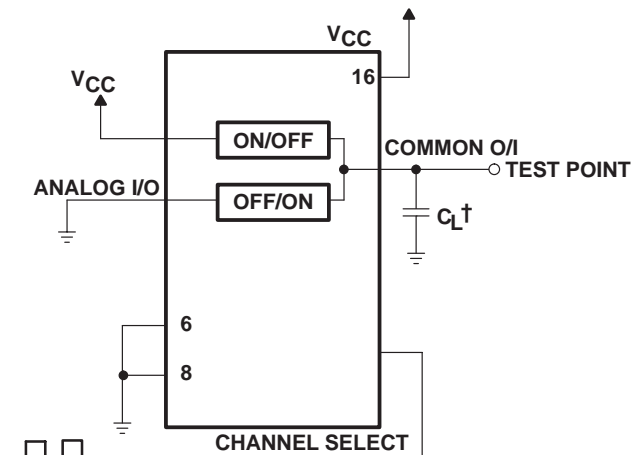 VCC
VCC
16
ON/OFF
COMMON O/I
TEST POINT
ANALOG I/O
OFF/ON
CL†
6
8
CHANNEL SELECT